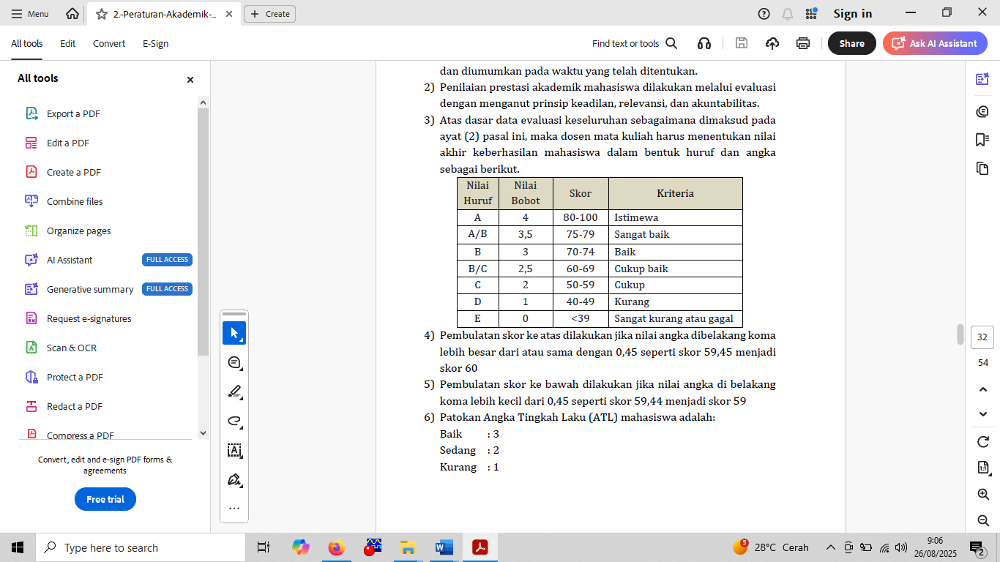 Menu
2.-Peraturan-Akademik-...
Create
Sign in
All tools
Edit
Convert
E-Sign
Find text or tools
Share
Ask AI Assistant
All tools
Export a PDF
Edit a PDF
Create a PDF
Combine files
Organize pages
AI Assistant FULL ACCESS
Generative summary FULL ACCESS
Request e-signatures
Scan & OCR
Protect a PDF
Redact a PDF
Compress a PDF
Convert, edit and e-sign PDF forms &
agreements
Free trial
dan diumumkan pada waktu yang telah ditentukan.
2) Penilaian prestasi akademik mahasiswa dilakukan melalui evaluasi
dengan menganut prinsip keadilan, relevansi, dan akuntabilitas.
3) Atas dasar data evaluasi keseluruhan sebagaimana dimaksud pada
ayat (2) pasal ini, maka dosen mata kuliah harus menentukan nilai
akhir keberhasilan mahasiswa dalam bentuk huruf dan angka
sebagai berikut.
Nilai Huruf Nilai Bobot Skor Kriteria
A 4 80-100 Istimewa
A/B 3,5 75-79 Sangat baik
B 3 70-74 Baik
B/C 2,5 60-69 Cukup baik
C 2 50-59 Cukup
D 1 40-49 Kurang
E 0 <39 Sangat kurang atau gagal
4) Pembulatan skor ke atas dilakukan jika nilai angka dibelakang koma
lebih besar dari atau sama dengan 0,45 seperti skor 59,45 menjadi
skor 60
5) Pembulatan skor ke bawah dilakukan jika nilai angka di belakang
koma lebih kecil dari 0,45 seperti skor 59,44 menjadi skor 59
6) Patokan Angka Tingkah Laku (ATL) mahasiswa adalah:
Baik : 3
Sedang : 2
Kurang : 1
32
54
1:1
Type here to search
5
28°C Cerah
9:06
26/08/2025
2